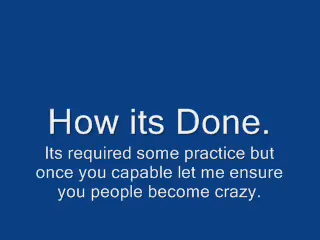 How its Done.
Its required some practice but
once you capable let me ensure
you people become crazy.